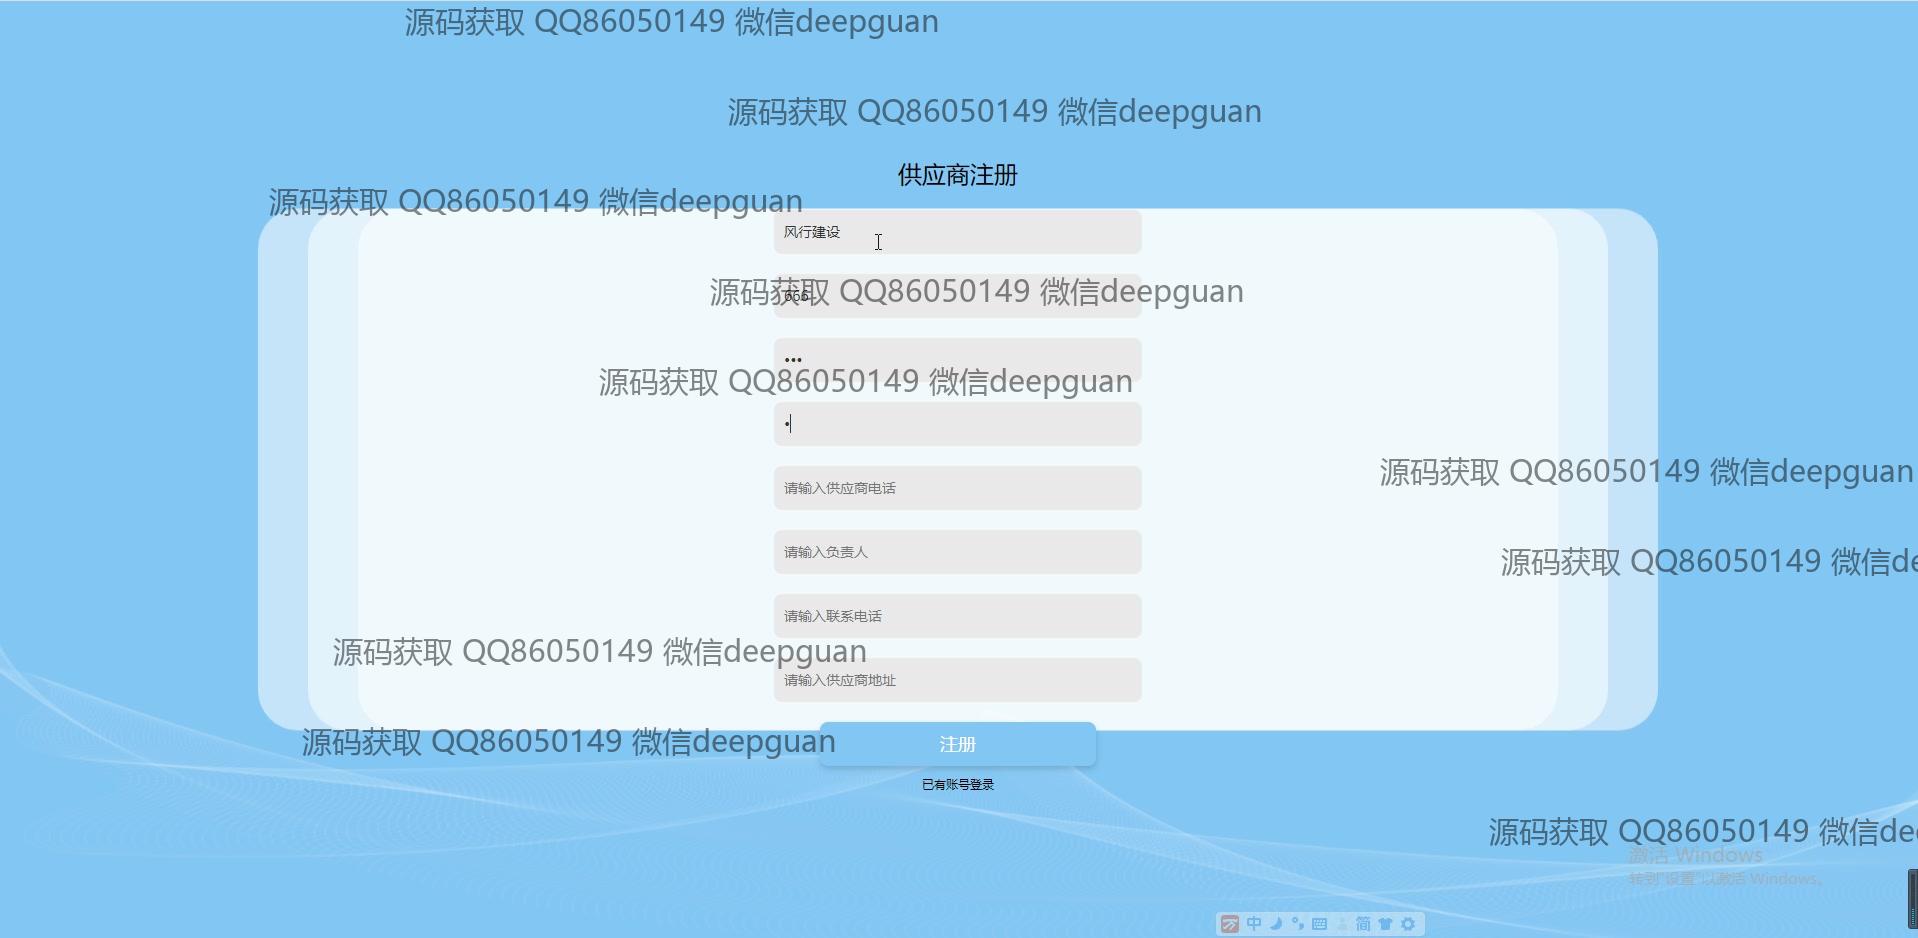 源码获取 QQ86050149 微信deepguan
源码获取 QQ86050149 微信deepguan
供应商注册
源码获取 QQ86050149 微信deepguan
风行建设
源码获取 QQ86050149 微信deepguan
666
•••
源码获取 QQ86050149 微信deepguan
•
源码获取 QQ86050149 微信deepguan
请输入供应商电话
请输入负责人
源码获取 QQ86050149 微信de
请输入联系电话
源码获取 QQ86050149 微信deepguan
请输入供应商地址
源码获取 QQ86050149 微信deepguan
注册
已有账号登录
源码获取 QQ86050149 微信dee
激活 Windows
转到"设置"以激活 Windows。
中 简